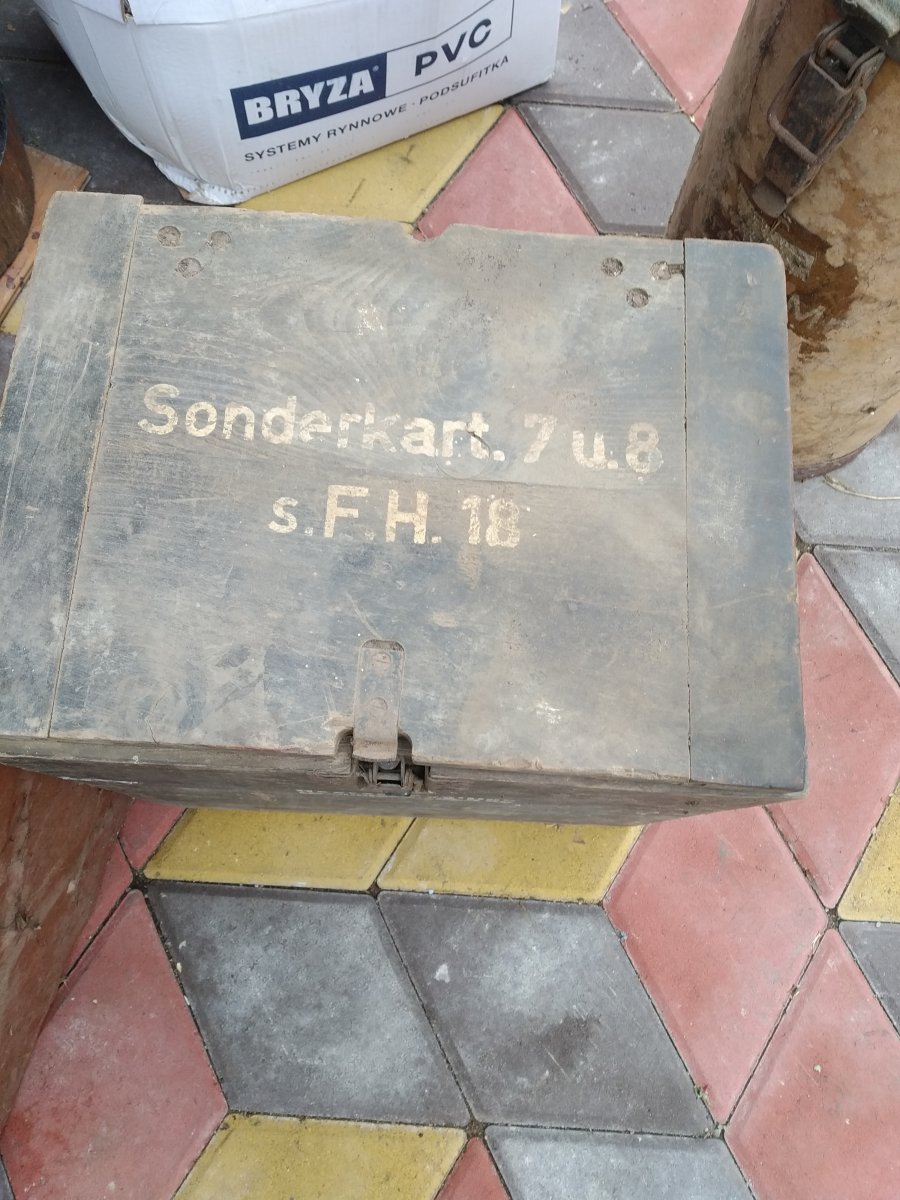 BRYZA PVC
SYSTEMY RYNNOWE · PODSUFITKA
Sonderkart. 7 u. 8
s.F.H. 18